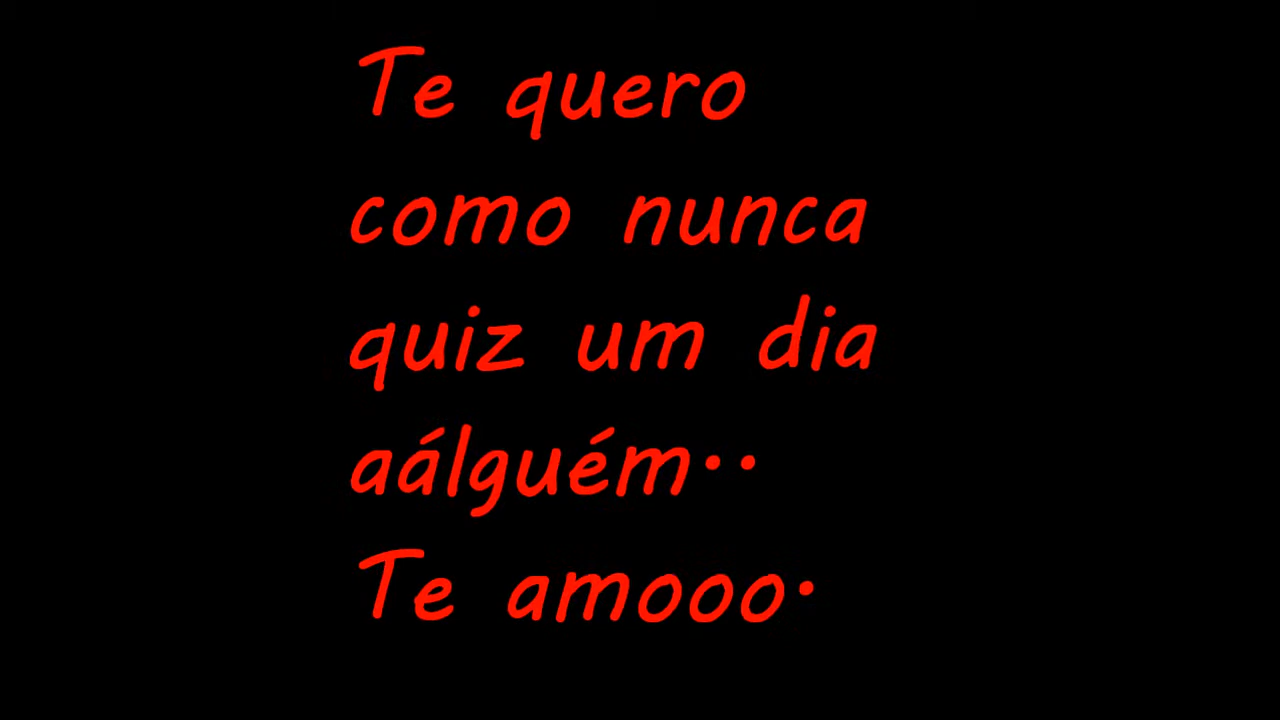 Te quero
como nunca
quiz um dia
aálguém··
Te amooo·